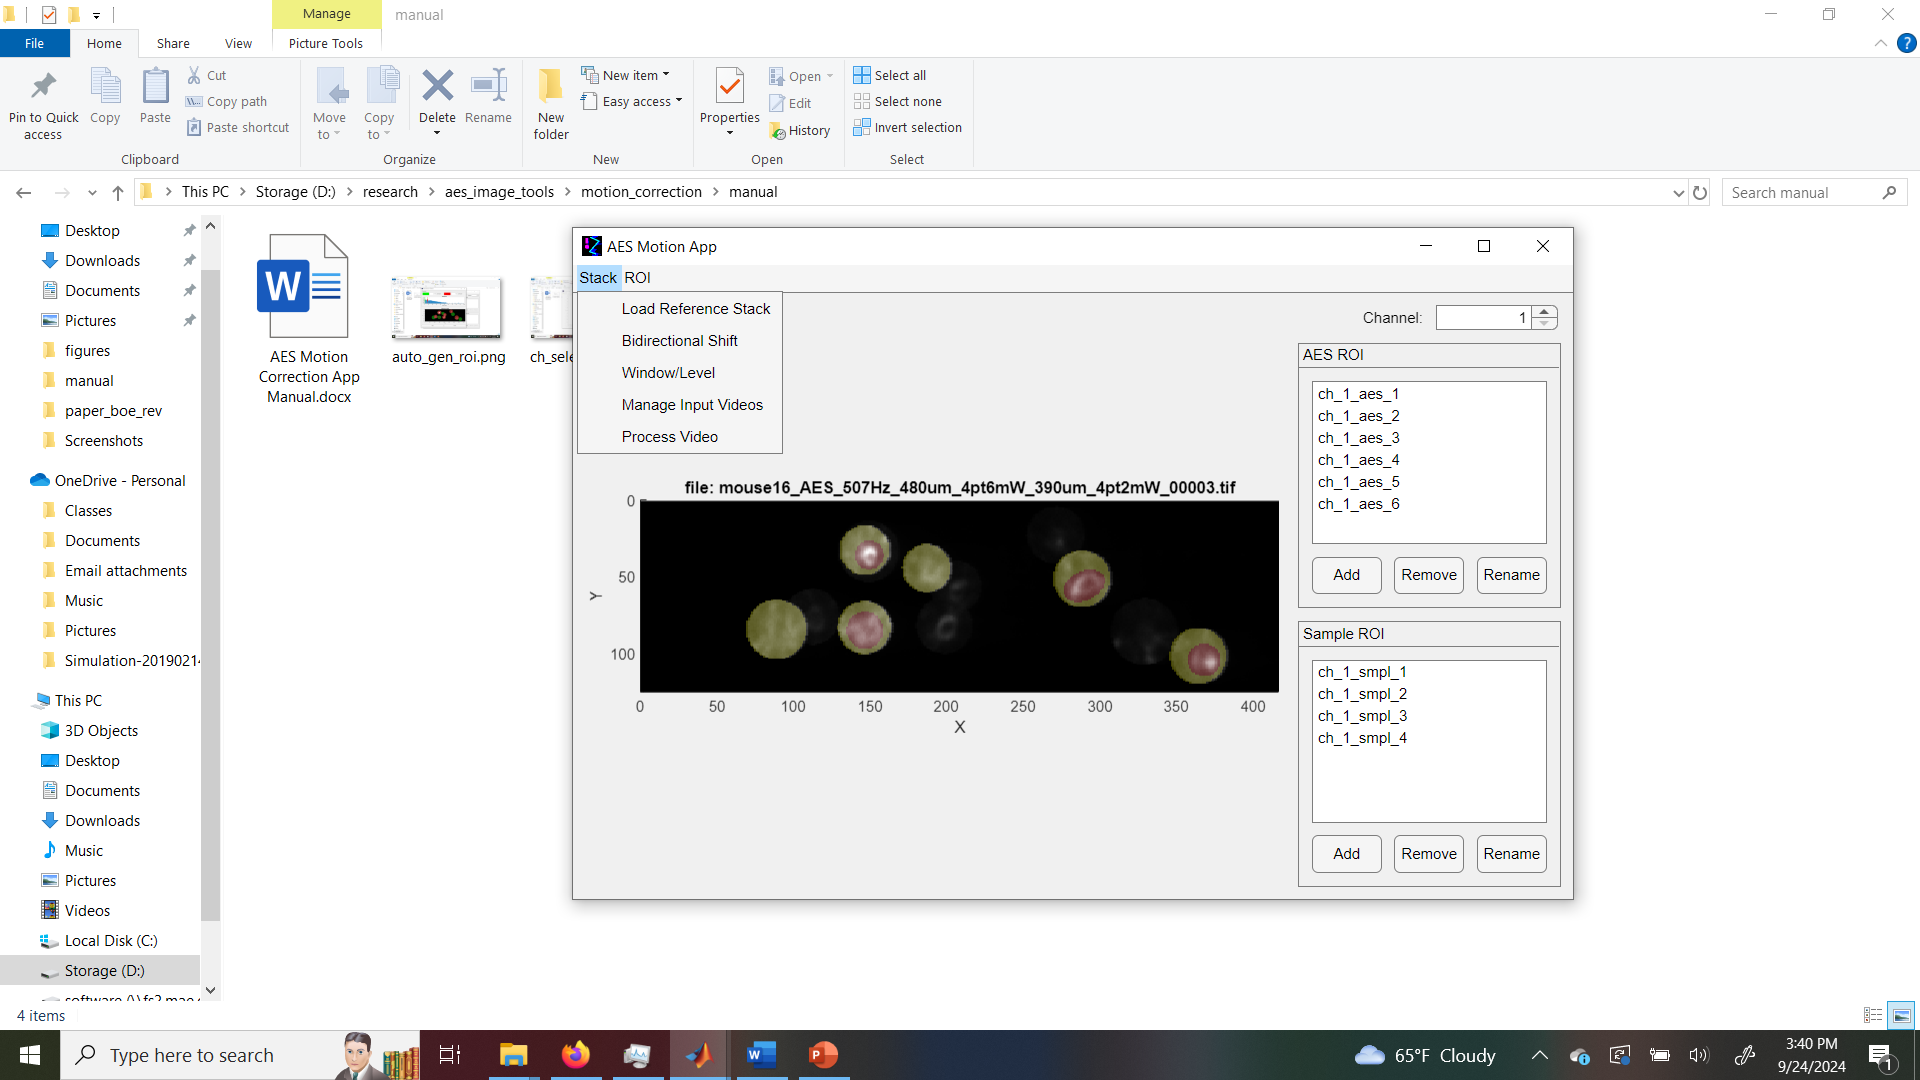 Manage
manual
File
Home
Share
View
Picture Tools
Pin to Quick access
Copy
Paste
Cut
Copy path
Paste shortcut
Clipboard
Move to
Copy to
Delete
Rename
Organize
New folder
New item
Easy access
New
Properties
Open
Edit
History
Open
Select all
Select none
Invert selection
Select
This PC
Storage (D:)
research
aes_image_tools
motion_correction
manual
Search manual
Desktop
Downloads
Documents
Pictures
figures
manual
paper_boe_rev
Screenshots
OneDrive - Personal
Classes
Documents
Email attachments
Music
Pictures
Simulation-2019021
This PC
3D Objects
Desktop
Documents
Downloads
Music
Pictures
Videos
Local Disk (C:)
Storage (D:)
4 items
W
AES Motion
Correction App
Manual.docx
auto_gen_roi.png
ch_sele
AES Motion App
Stack
ROI
Load Reference Stack
Bidirectional Shift
Window/Level
Manage Input Videos
Process Video
Channel:
1
AES ROI
ch_1_aes_1
ch_1_aes_2
ch_1_aes_3
ch_1_aes_4
ch_1_aes_5
ch_1_aes_6
Add
Remove
Rename
Sample ROI
ch_1_smpl_1
ch_1_smpl_2
ch_1_smpl_3
ch_1_smpl_4
Add
Remove
Rename
file: mouse16_AES_507Hz_480um_4pt6mW_390um_4pt2mW_00003.tif
0
50
100
Y
0 50 100 150 200 250 300 350 400
X
Type here to search
65°F Cloudy
3:40 PM
9/24/2024
1